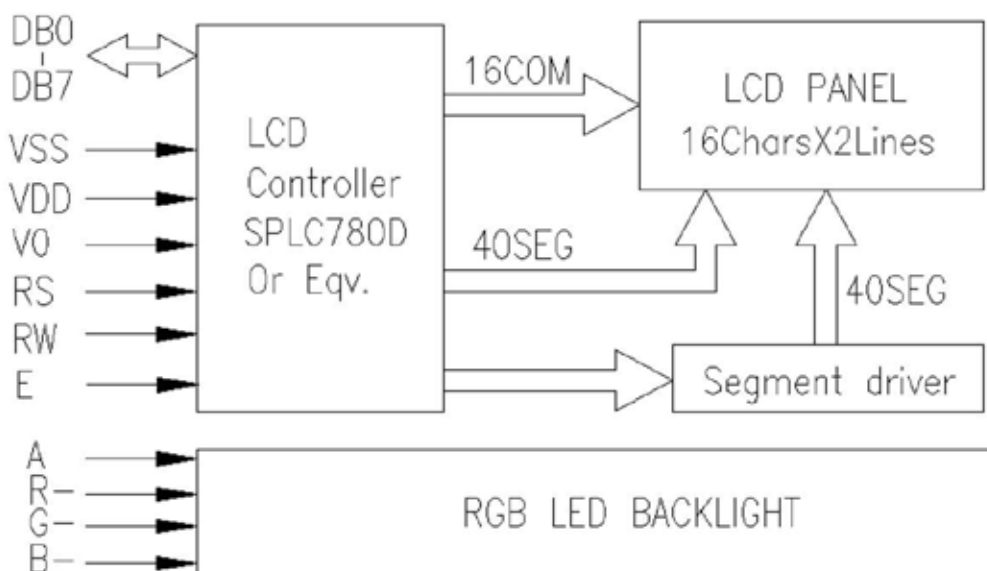 DB0
-
DB7
VSS
VDD
V0
RS
RW
E
LCD
Controller
SPLC780D
Or Eqv.
16COM
40SEG
LCD PANEL
16CharsX2Lines
40SEG
Segment driver
A
R-
G-
B-
RGB LED BACKLIGHT